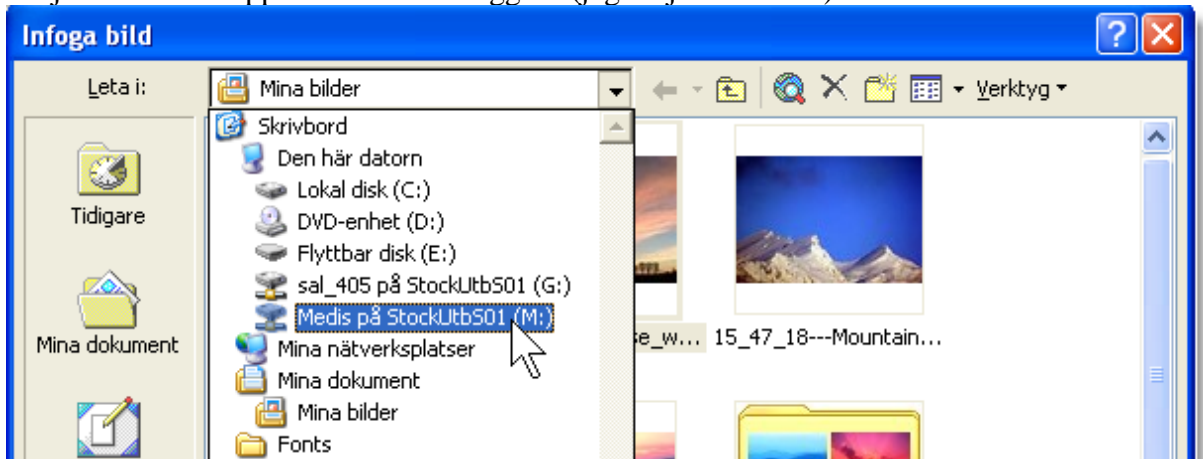 Infoga bild
Leta i:
Mina bilder
Verktyg
Skrivbord
Den här datorn
Lokal disk (C:)
Tidigare
DVD-enhet (D:)
Flyttbar disk (E:)
sal_405 på StockUtbS01 (G:)
Medis på StockUtbS01 (M:)
Mina dokument
Mina nätverksplatser
se_w...
15_47_18---Mountain...
Mina dokument
Mina bilder
Fonts